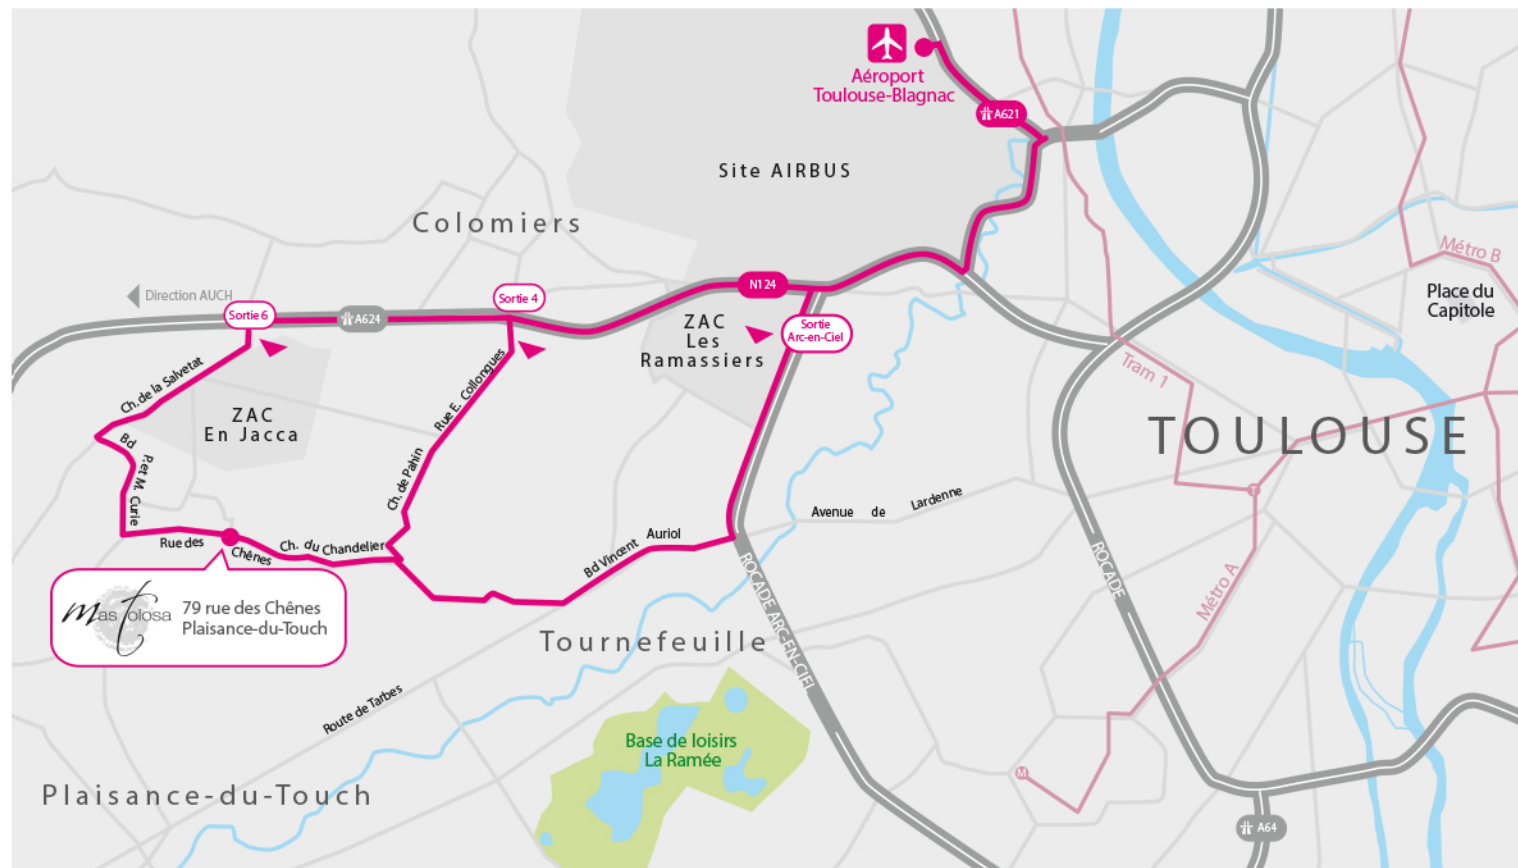 Aéroport
Toulouse-Blagnac
A621
Site AIRBUS
Colomiers
Métro B
Direction AUCH
Sortie 6
A624
Sortie 4
N124
Place du
Capitole
ZAC
Les
Ramassiers
Sortie
Arc-en-Ciel
Tram 1
Ch. de la Salvetat
Rue E. Collongues
ZAC
En Jacca
TOULOUSE
Bd
P.et M. Curie
Ch. de Pahin
T
Avenue de Lardenne
Rue des Chênes
Ch. du Chandelier
Bd Vincent Auriol
ROCADE ARC-EN-CIEL
ROCADE
Métro A
mas tolosa
79 rue des Chênes
Plaisance-du-Touch
Tournefeuille
Route de Tarbes
Base de loisirs
La Ramée
M
Plaisance-du-Touch
A64